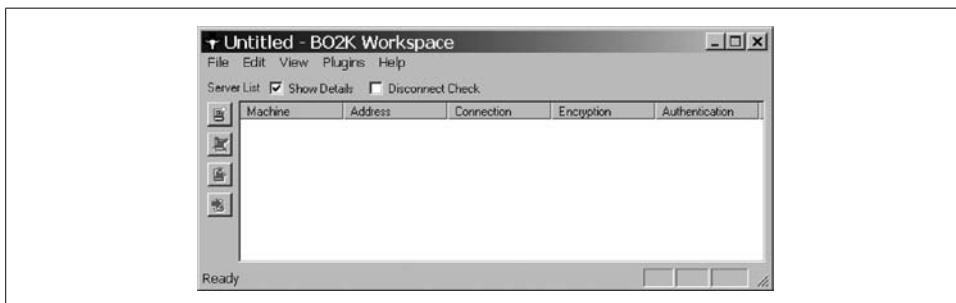 Untitled - BO2K Workspace
File Edit View Plugins Help
Server List Show Details Disconnect Check
Machine Address Connection Encryption Authentication
Ready